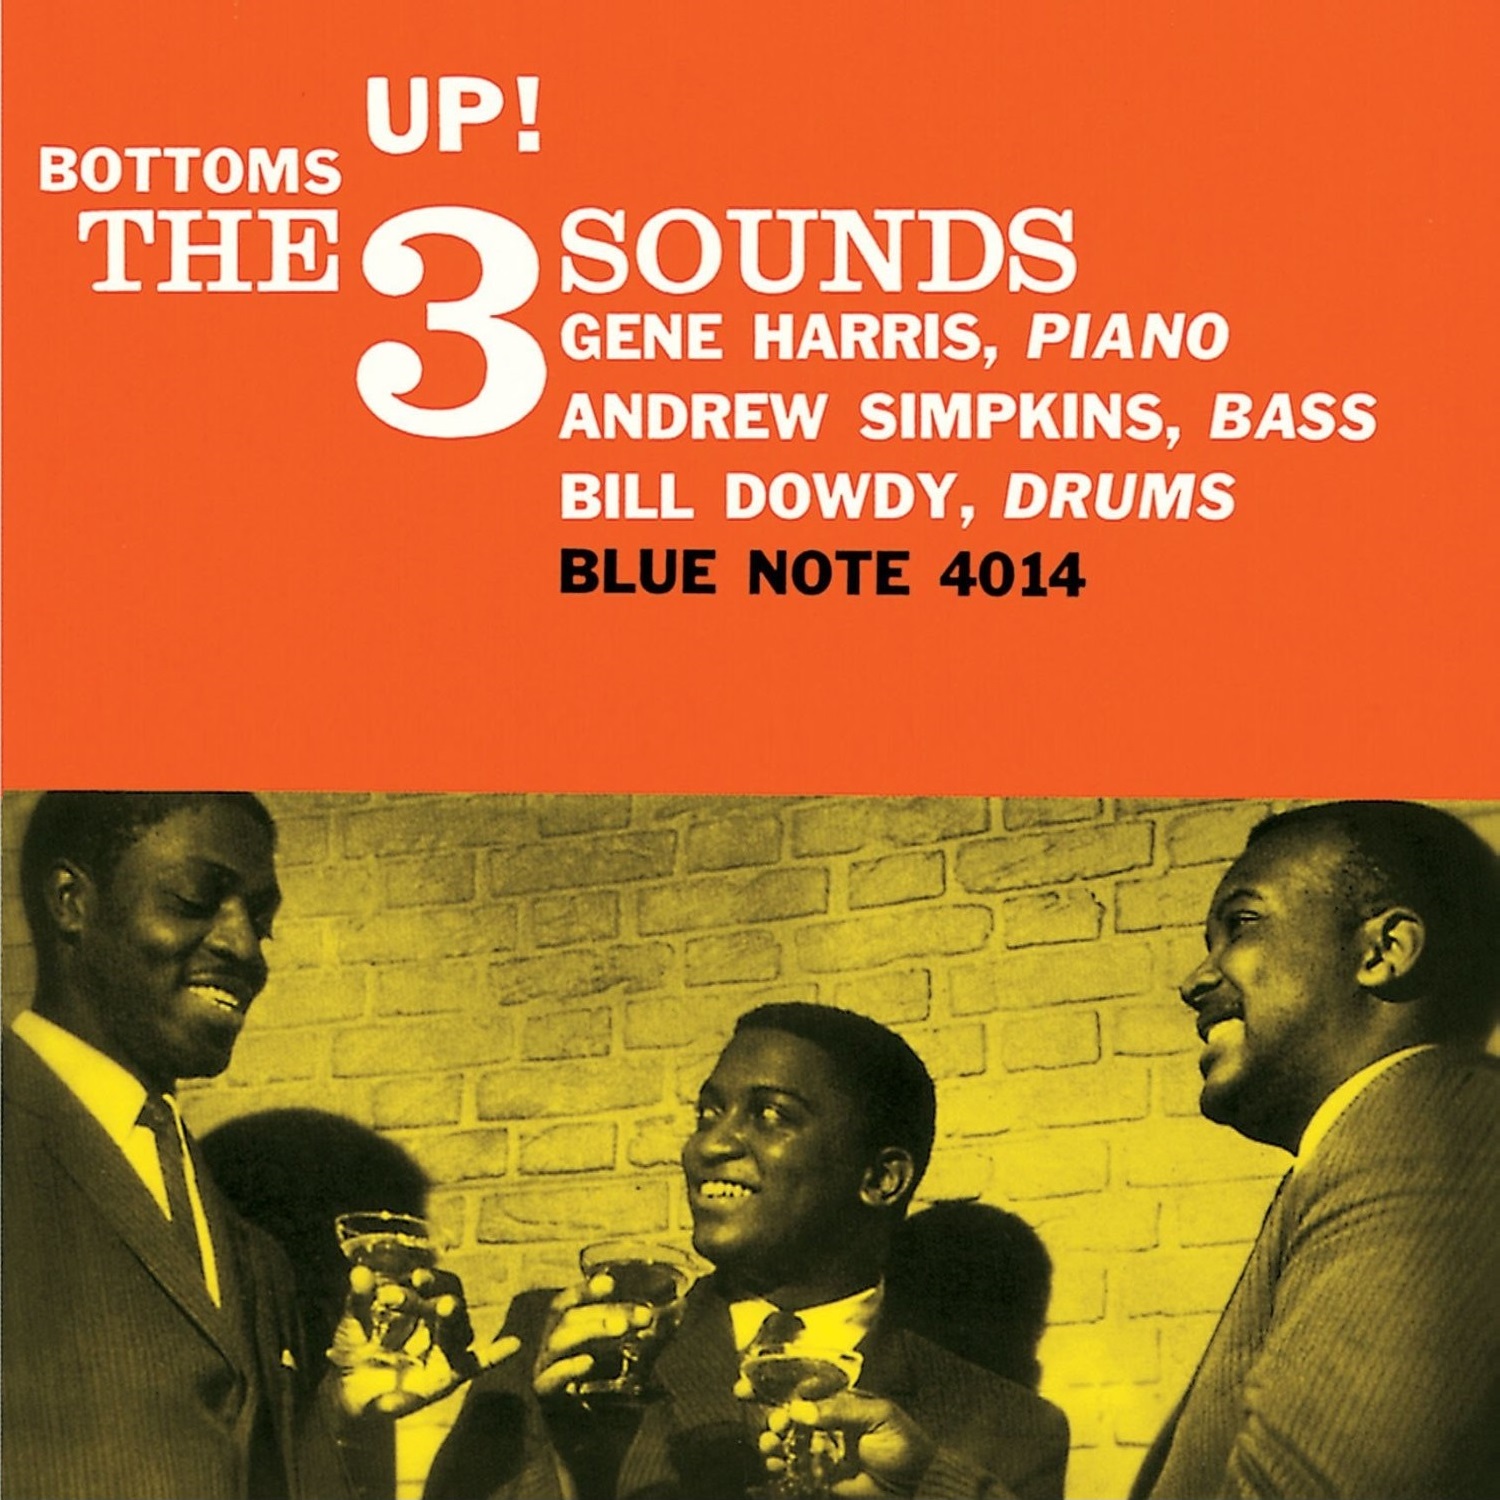 BOTTOMS UP!
THE 3 SOUNDS
GENE HARRIS, PIANO
ANDREW SIMPKINS, BASS
BILL DOWDY, DRUMS
BLUE NOTE 4014